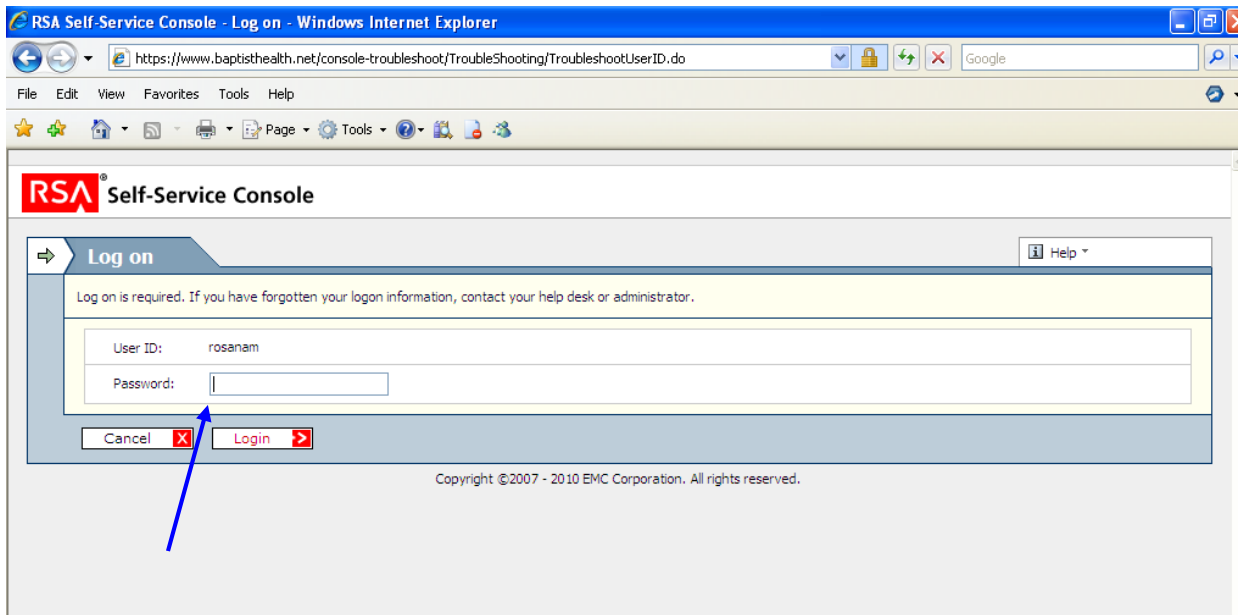 RSA Self-Service Console - Log on - Windows Internet Explorer
https://www.baptisthealth.net/console-troubleshoot/TroubleShooting/TroubleshootUserID.do
Google
File Edit View Favorites Tools Help
Page Tools
RSA® Self-Service Console
Log on
Help
Log on is required. If you have forgotten your logon information, contact your help desk or administrator.
User ID: rosanam
Password:
Cancel X Login
Copyright ©2007 - 2010 EMC Corporation. All rights reserved.